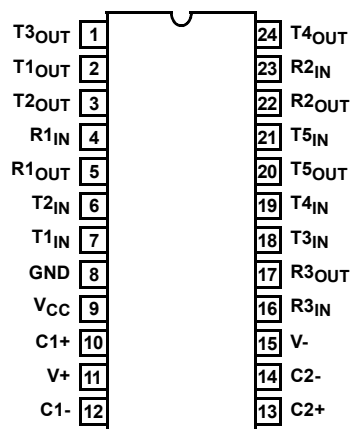 T3OUT 1 24 T4OUT
T1OUT 2 23 R2IN
T2OUT 3 22 R2OUT
R1IN 4 21 T5IN
R1OUT 5 20 T5OUT
T2IN 6 19 T4IN
T1IN 7 18 T3IN
GND 8 17 R3OUT
VCC 9 16 R3IN
C1+ 10 15 V-
V+ 11 14 C2-
C1- 12 13 C2+